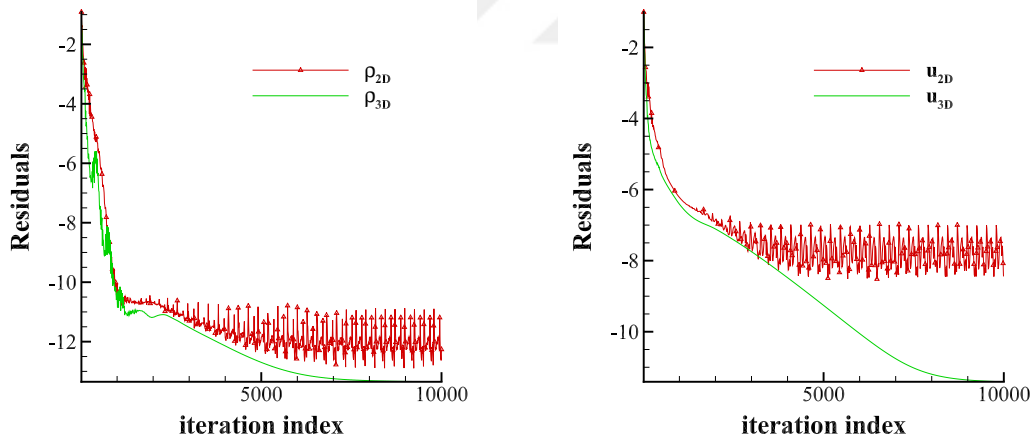 -2
-4
-6
-8
-10
-12
Residuals
5000
10000
iteration index
ρ2D
ρ3D
-2
-4
-6
-8
-10
Residuals
5000
10000
iteration index
u2D
u3D